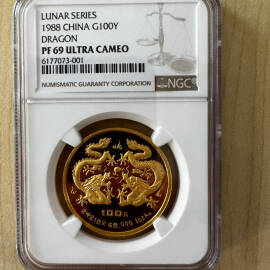 LUNAR SERIES
1988 CHINA G100Y
DRAGON
PF 69 ULTRA CAMEO
6177073-001
NGC
NUMISMATIC GUARANTY CORPORATION
100元